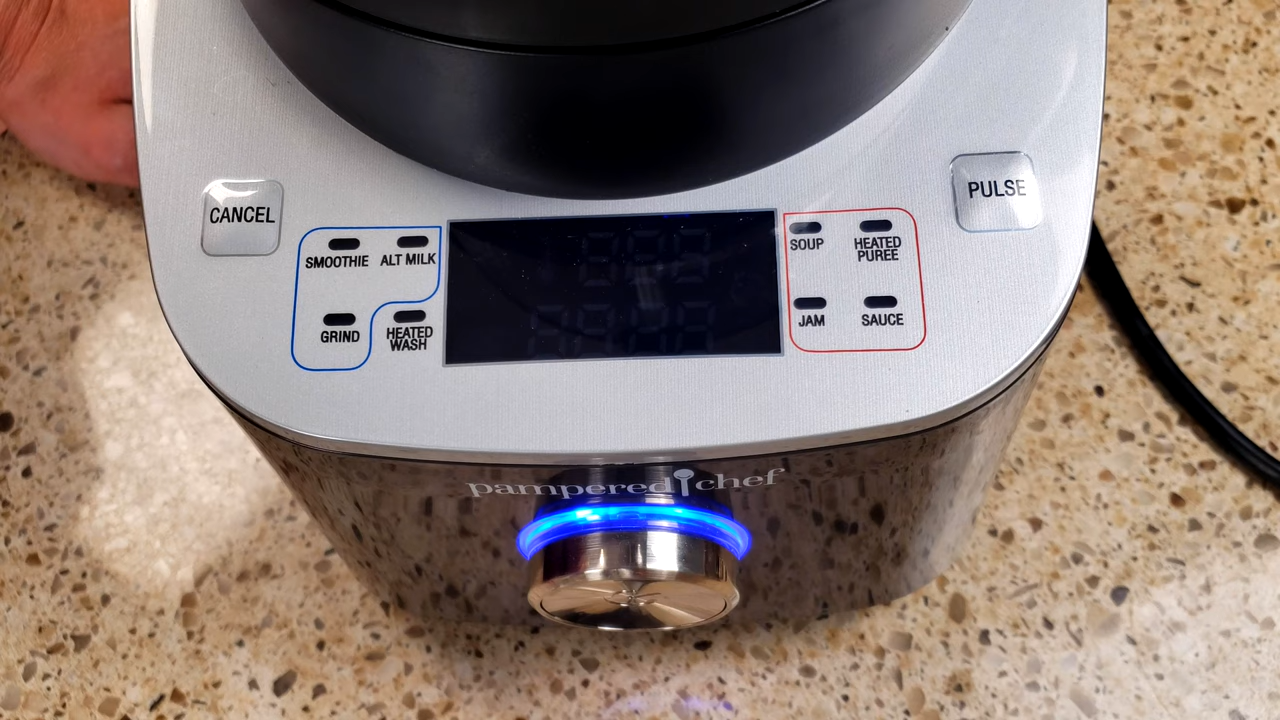 CANCEL
PULSE
SMOOTHIE
ALT MILK
GRIND
HEATED
WASH
SOUP
HEATED
PUREE
JAM
SAUCE
pampered chef